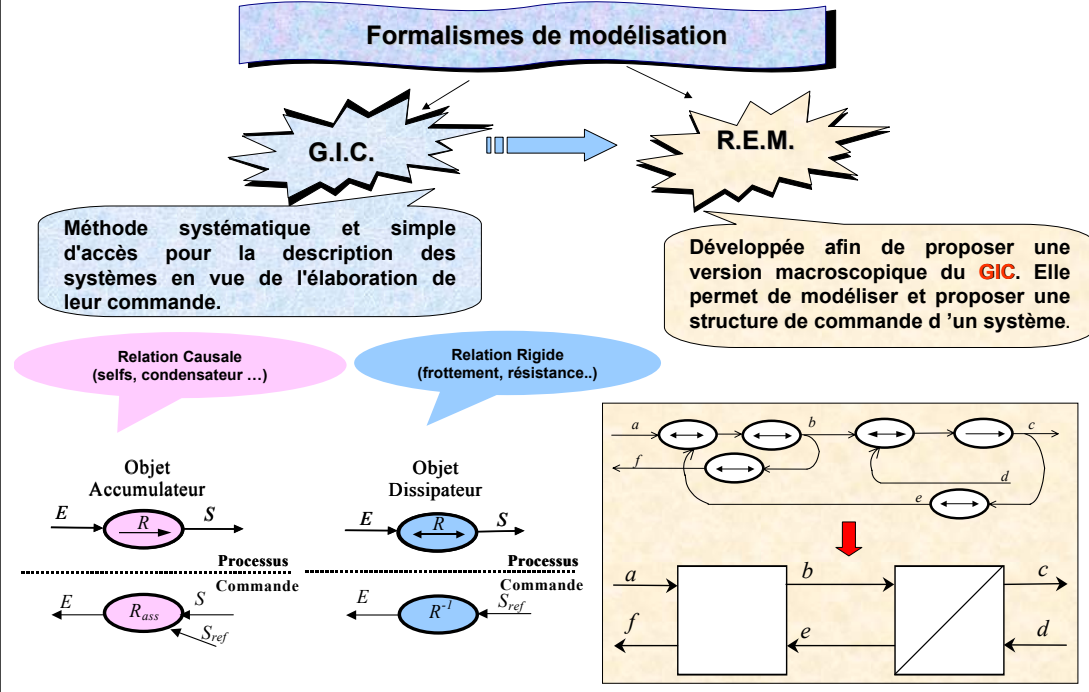 Formalismes de modélisation
G.I.C.
R.E.M.
Méthode systématique et simple
d'accès pour la description des
systèmes en vue de l'élaboration de
leur commande.
Développée afin de proposer une
version macroscopique du GIC. Elle
permet de modéliser et proposer une
structure de commande d 'un système.
Relation Causale
(selfs, condensateur …)
Relation Rigide
(frottement, résistance..)
Objet
Accumulateur
E R S
Processus
Commande
E R_ass S
S_ref
Objet
Dissipateur
E R S
Processus
Commande
E R^-1 S_ref
a b c
f d
e
a b c
f e d